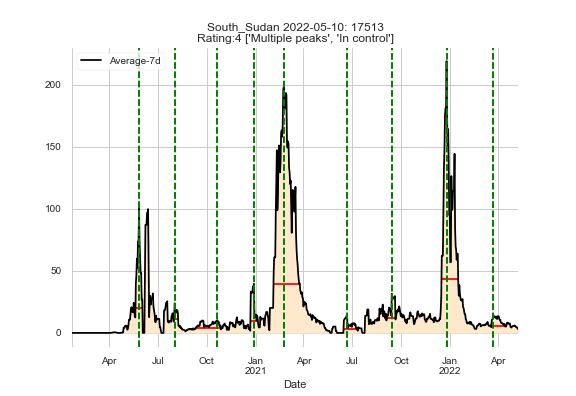 South_Sudan 2022-05-10: 17513
Rating:4 ['Multiple peaks', 'In control']
Average-7d
200
150
100
50
0
Apr
Jul
Oct
Jan
2021
Apr
Jul
Oct
Jan
2022
Apr
Date